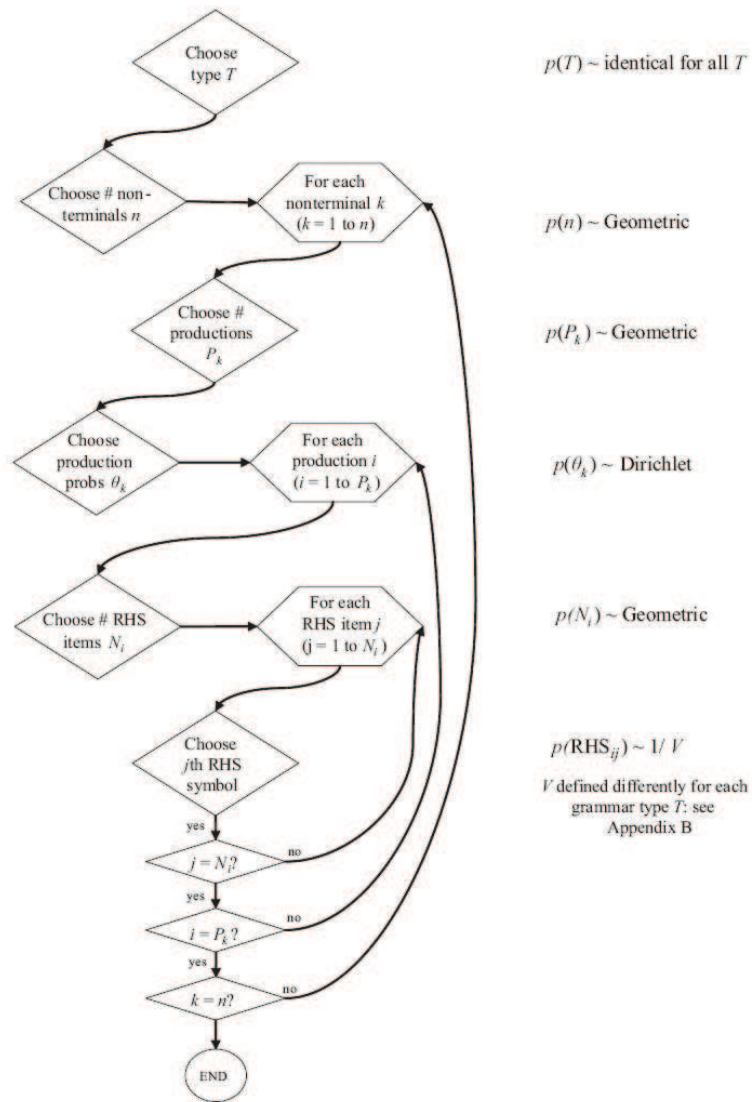 Choose
type T
p(T) ~ identical for all T
Choose # non-
terminals n
For each
nonterminal k
(k = 1 to n)
p(n) ~ Geometric
Choose #
productions
P_k
p(P_k) ~ Geometric
Choose
production
probs θ_k
For each
production i
(i = 1 to P_k)
p(θ_k) ~ Dirichlet
Choose # RHS
items N_i
For each
RHS item j
(j = 1 to N_i)
p(N_i) ~ Geometric
Choose
jth RHS
symbol
p(RHS_ij) ~ 1/ V
V defined differently for each
grammar type T: see
Appendix B
yes
j = N_i?
no
yes
i = P_k?
no
yes
k = n?
no
END